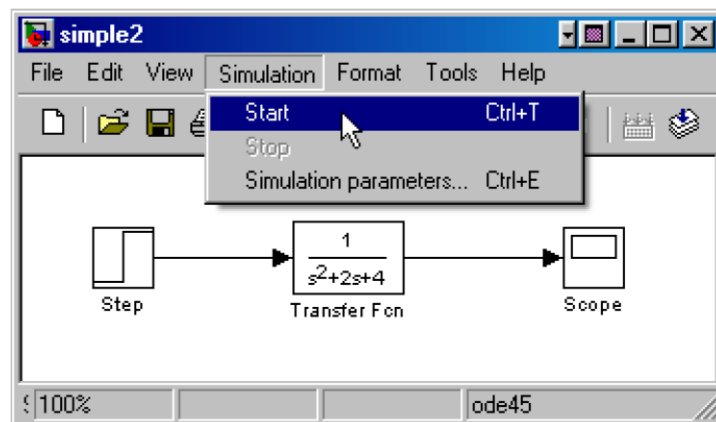 simple2
File Edit View Simulation Format Tools Help
Start Ctrl+T
Stop
Simulation parameters... Ctrl+E
1
s²+2s+4
Step
Transfer Fcn
Scope
100%
ode45